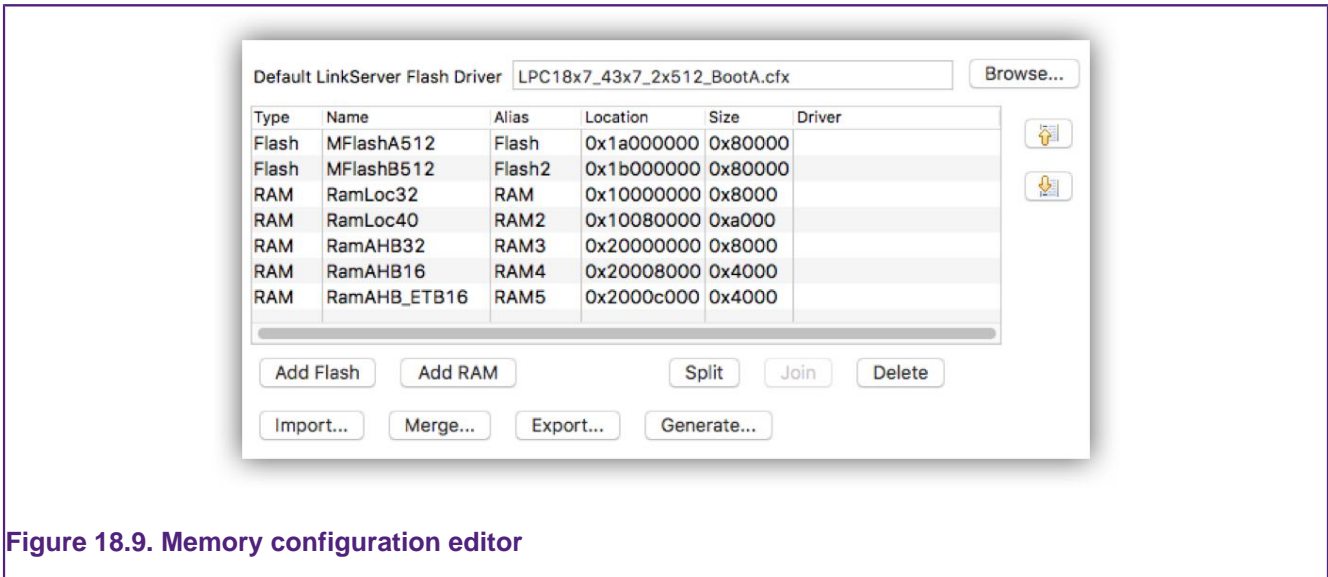 Default LinkServer Flash Driver LPC18x7_43x7_2x512_BootA.cfx Browse...
Type Name Alias Location Size Driver
Flash MFlashA512 Flash 0x1a000000 0x80000
Flash MFlashB512 Flash2 0x1b000000 0x80000
RAM RamLoc32 RAM 0x10000000 0x8000
RAM RamLoc40 RAM2 0x10080000 0xa000
RAM RamAHB32 RAM3 0x20000000 0x8000
RAM RamAHB16 RAM4 0x20008000 0x4000
RAM RamAHB_ETB16 RAM5 0x2000c000 0x4000
Add Flash Add RAM Split Join Delete
Import... Merge... Export... Generate...
Figure 18.9. Memory configuration editor